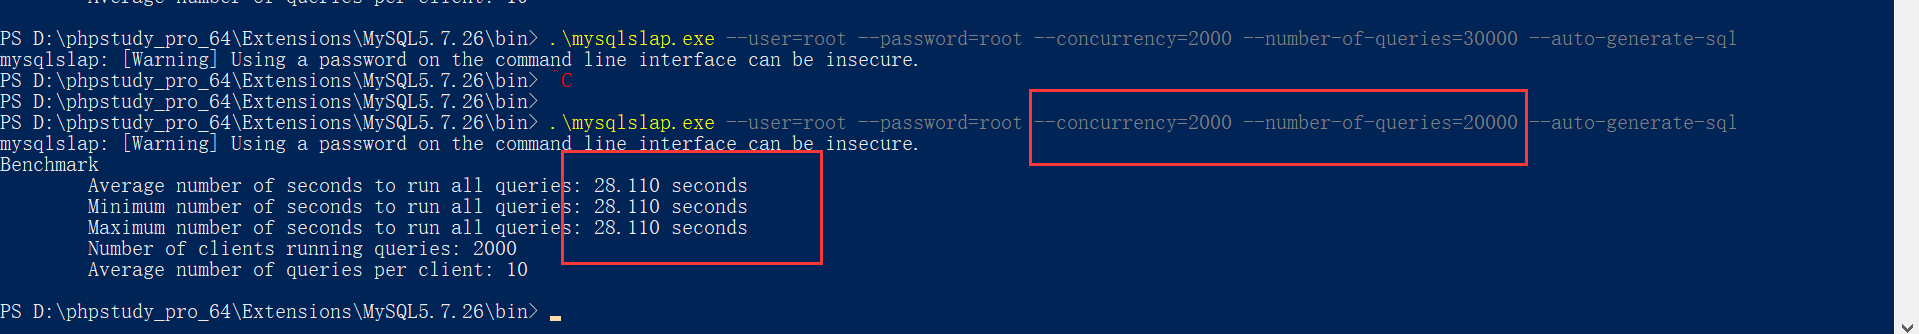 Average number of queries per client: 10
PS D:\phpstudy_pro_64\Extensions\MySQL5.7.26\bin> .\mysqlslap.exe --user=root --password=root --concurrency=2000 --number-of-queries=30000 --auto-generate-sql
mysqlslap: [Warning] Using a password on the command line interface can be insecure.
PS D:\phpstudy_pro_64\Extensions\MySQL5.7.26\bin> ^C
PS D:\phpstudy_pro_64\Extensions\MySQL5.7.26\bin>
PS D:\phpstudy_pro_64\Extensions\MySQL5.7.26\bin> .\mysqlslap.exe --user=root --password=root --concurrency=2000 --number-of-queries=20000 --auto-generate-sql
mysqlslap: [Warning] Using a password on the command line interface can be insecure.
Benchmark
Average number of seconds to run all queries: 28.110 seconds
Minimum number of seconds to run all queries: 28.110 seconds
Maximum number of seconds to run all queries: 28.110 seconds
Number of clients running queries: 2000
Average number of queries per client: 10
PS D:\phpstudy_pro_64\Extensions\MySQL5.7.26\bin>